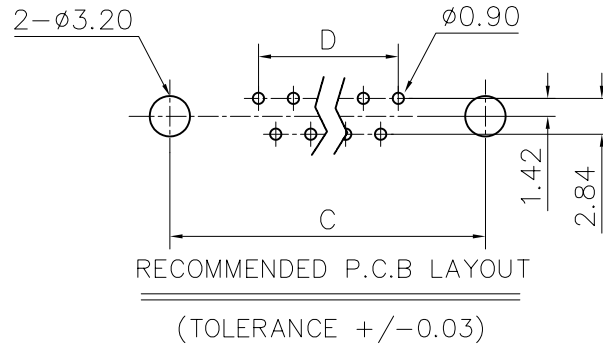 2-ø3.20
D
ø0.90
1.42
2.84
C
RECOMMENDED P.C.B LAYOUT
(TOLERANCE +/-0.03)